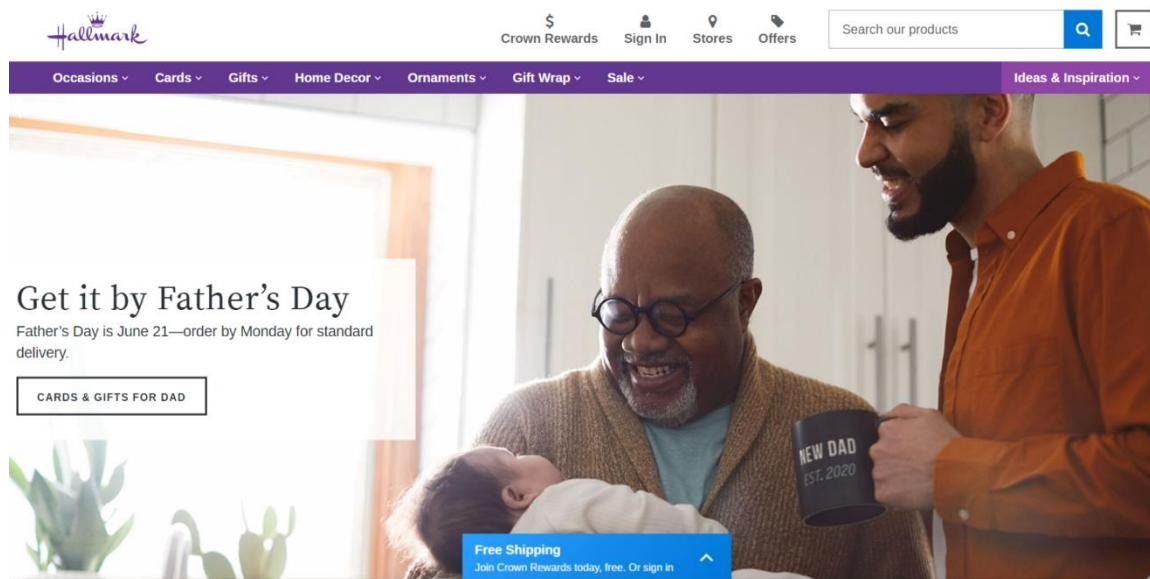 Hallmark
Crown Rewards
Sign In
Stores
Offers
Search our products
Occasions
Cards
Gifts
Home Decor
Ornaments
Gift Wrap
Sale
Ideas & Inspiration
Get it by Father's Day
Father's Day is June 21—order by Monday for standard
delivery.
CARDS & GIFTS FOR DAD
NEW DAD
EST. 2020
Free Shipping
Join Crown Rewards today, free. Or sign in